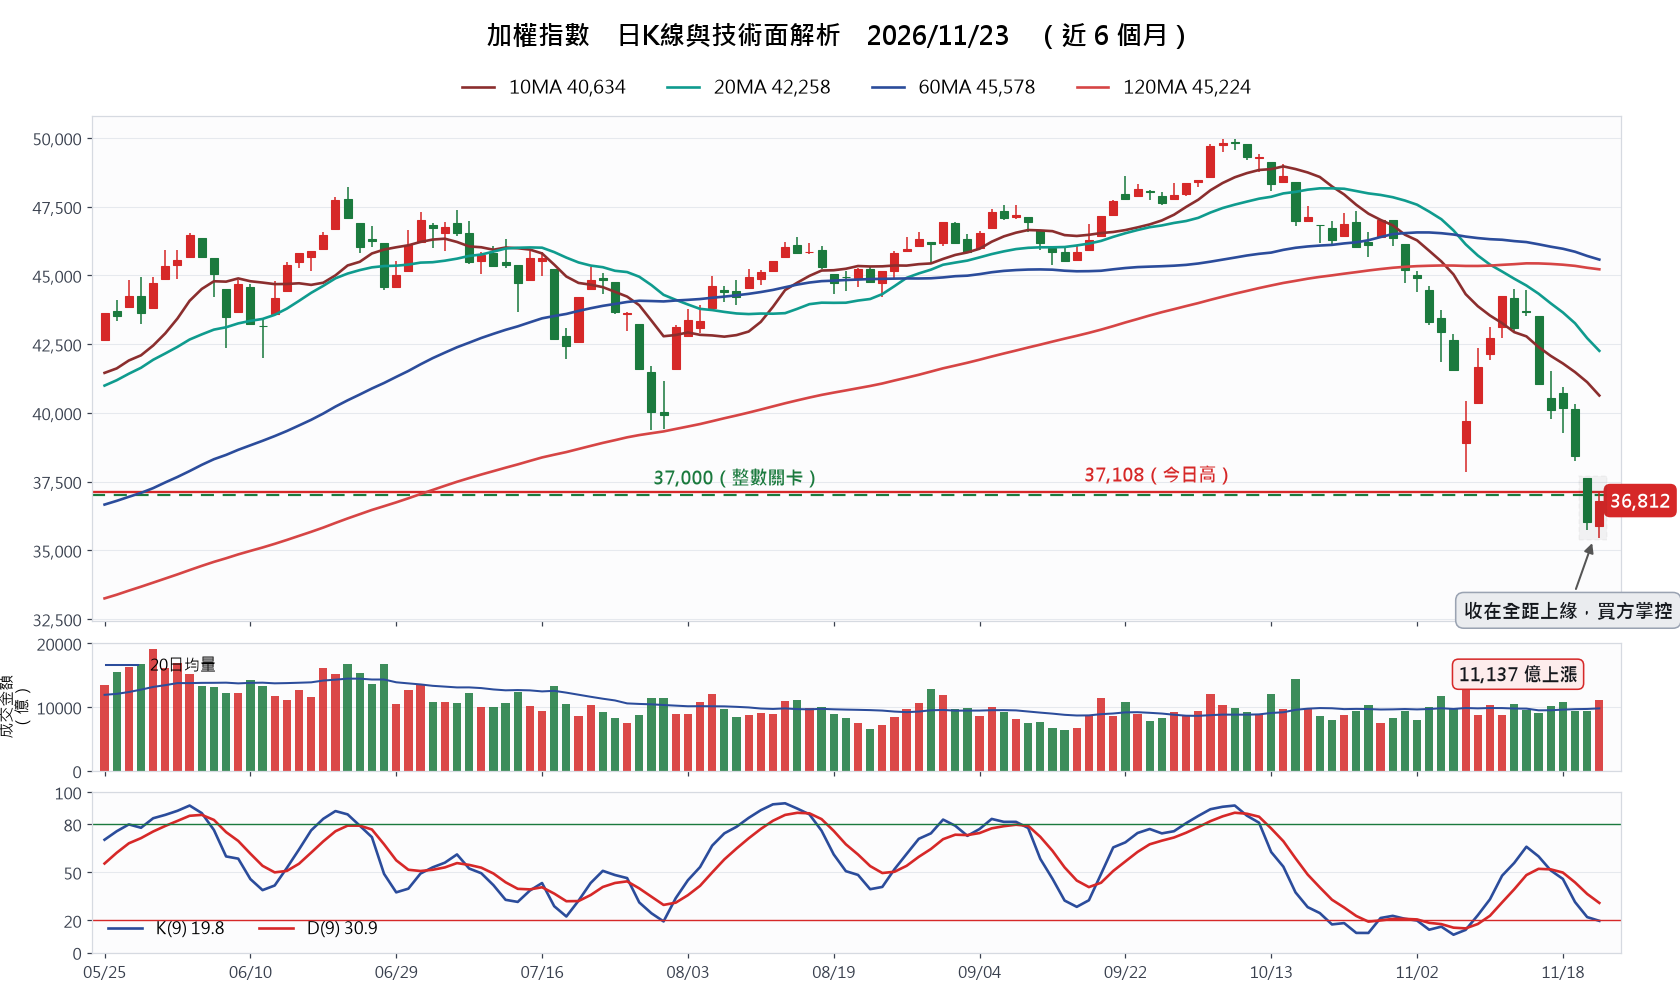 加權指數　日K線與技術面解析　2026/11/23　（近 6 個月）
10MA 40,634
20MA 42,258
60MA 45,578
120MA 45,224
50,000
47,500
45,000
42,500
40,000
37,500
35,000
32,500
37,000（整數關卡）
37,108（今日高）
36,812
收在全距上緣，買方掌控
成交金額
（億）
20000
10000
0
20日均量
11,137 億上漲
100
80
50
20
0
K(9) 19.8
D(9) 30.9
05/25
06/10
06/29
07/16
08/03
08/19
09/04
09/22
10/13
11/02
11/18